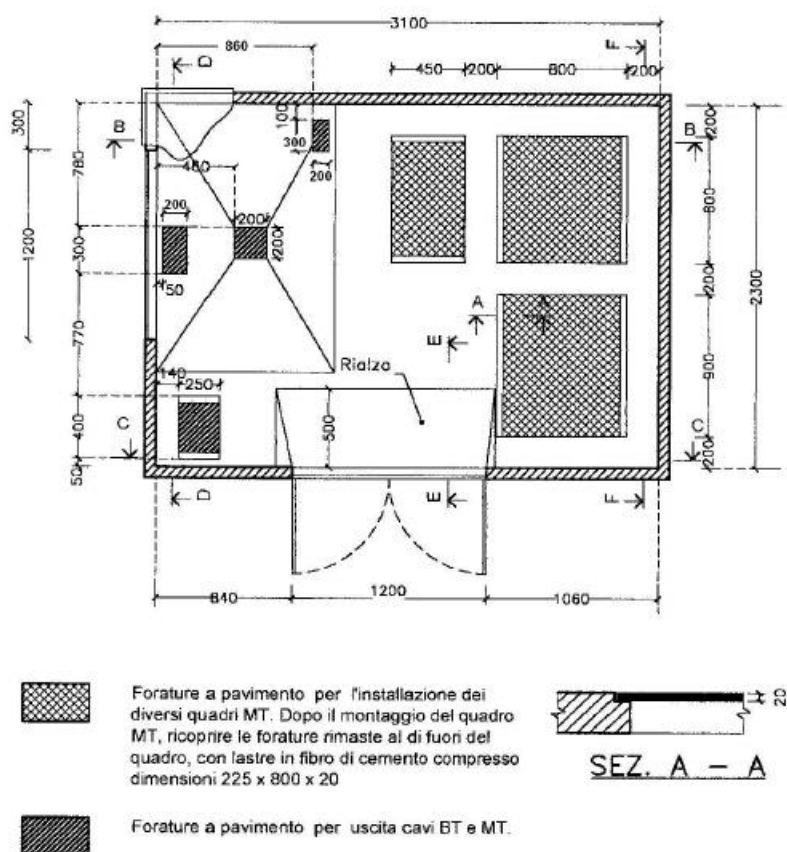 3100
860
F
D
450
200
800
200
300
100
B
300
B
200
780
460
200
200
800
200
200
1200
300
50
A
A
200
2300
E
770
Rialzo
140
250
900
500
C
400
C
50
200
D
E
F
840
1200
1060
Forature a pavimento per l'installazione dei
diversi quadri MT. Dopo il montaggio del quadro
MT, ricoprire le forature rimaste al di fuori del
quadro, con lastre in fibro di cemento compresso
dimensioni 225 x 800 x 20
20
SEZ. A – A
Forature a pavimento per uscita cavi BT e MT.